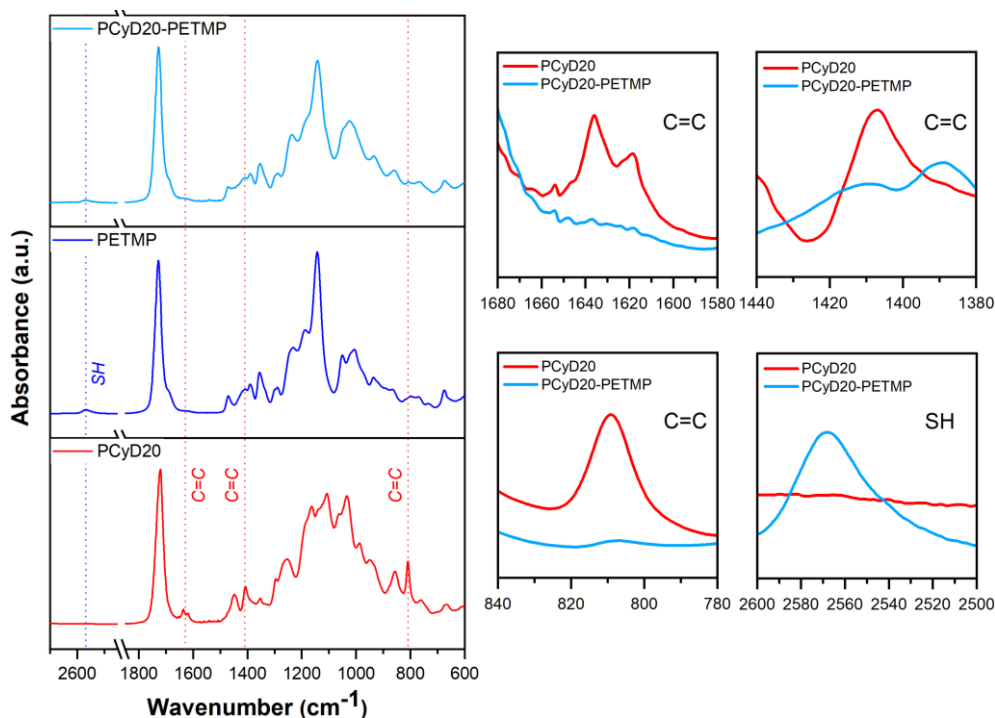 Absorbance (a.u.)
PCyD20-PETMP
PETMP
SH
PCyD20
C=C
C=C
C=C
2600 1800 1600 1400 1200 1000 800 600
Wavenumber (cm-1)
PCyD20
PCyD20-PETMP
C=C
1680 1660 1640 1620 1600 1580
PCyD20
PCyD20-PETMP
C=C
1440 1420 1400 1380
PCyD20
PCyD20-PETMP
C=C
840 820 800 780
PCyD20
PCyD20-PETMP
SH
2600 2580 2560 2540 2520 2500